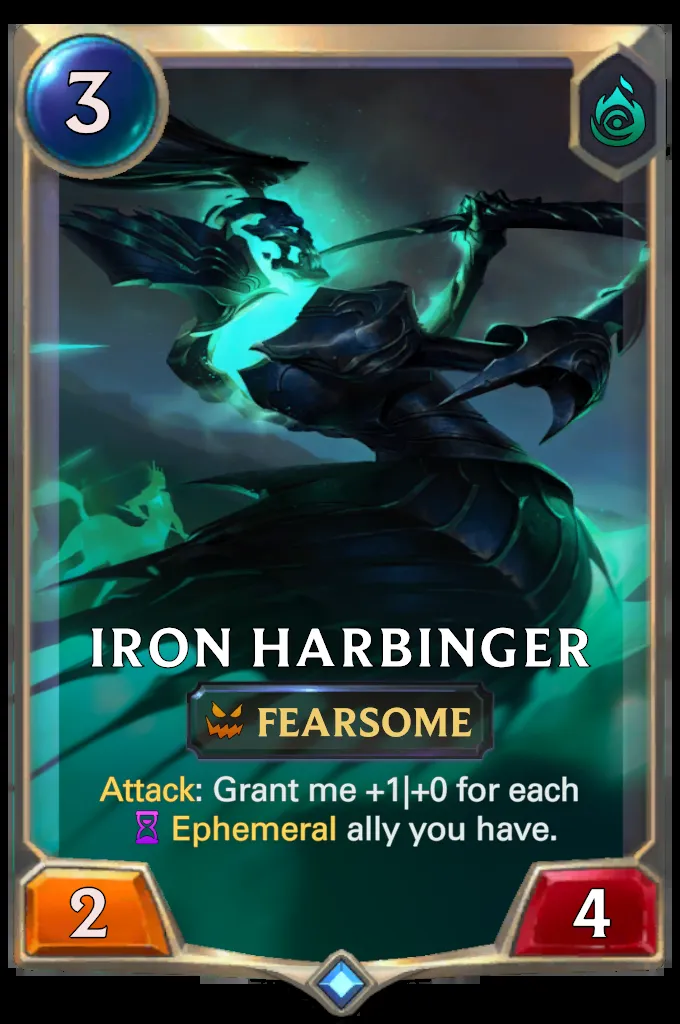 3
IRON HARBINGER
FEARSOME
Attack: Grant me +1|+0 for each
Ephemeral ally you have.
2
4